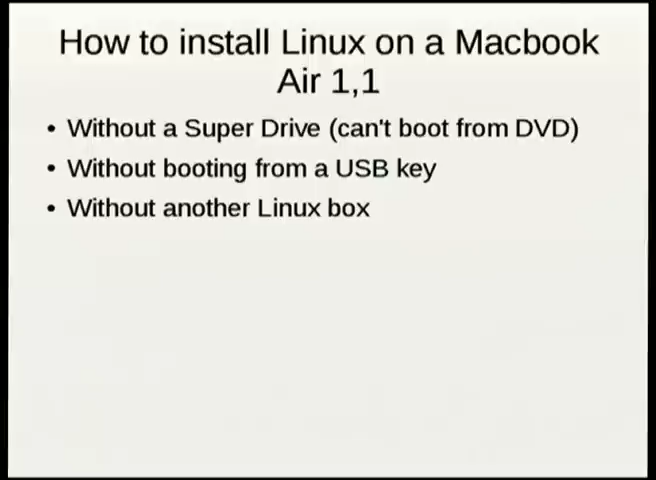 How to install Linux on a Macbook
Air 1,1
• Without a Super Drive (can't boot from DVD)
• Without booting from a USB key
• Without another Linux box